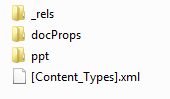 _rels
docProps
ppt
[Content_Types].xml